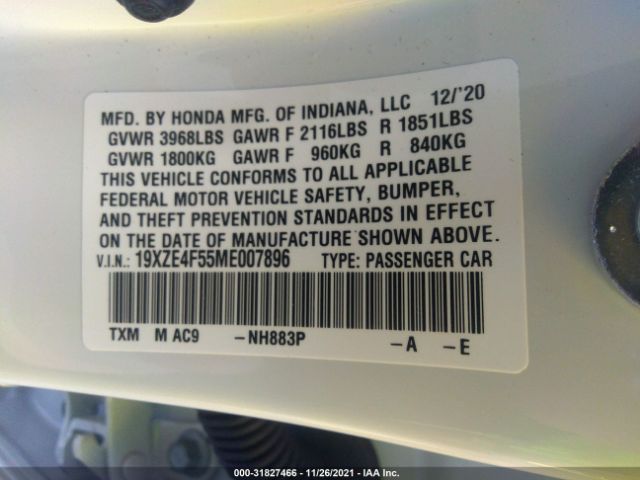 MFD. BY HONDA MFG. OF INDIANA, LLC 12/'20
GVWR 3968LBS GAWR F 2116LBS R 1851LBS
GVWR 1800KG GAWR F 960KG R 840KG
THIS VEHICLE CONFORMS TO ALL APPLICABLE
FEDERAL MOTOR VEHICLE SAFETY, BUMPER,
AND THEFT PREVENTION STANDARDS IN EFFECT
ON THE DATE OF MANUFACTURE SHOWN ABOVE.
V.I.N.: 19XZE4F55ME007896 TYPE: PASSENGER CAR
TXM M AC9 –NH883P –A –E
000-31827466 - 11/26/2021 - IAA Inc.